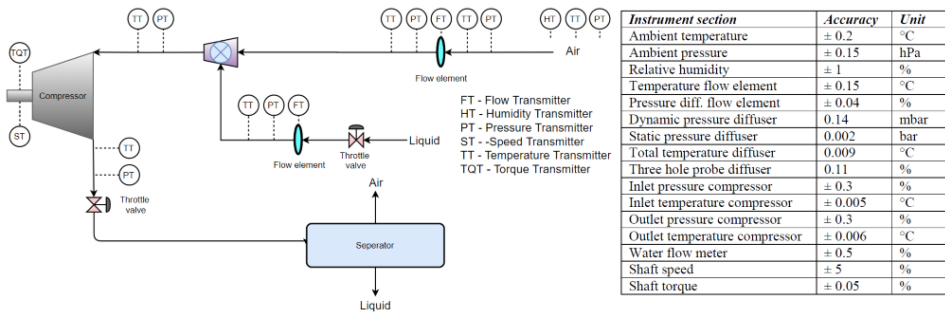 TT PT
TT PT FT TT PT
HT TT PT
Air
Flow element
TQT
Compressor
ST
TT PT FT
Liquid
Flow element
Throttle
valve
FT - Flow Transmitter
HT - Humidity Transmitter
PT - Pressure Transmitter
ST - -Speed Transmitter
TT - Temperature Transmitter
TQT - Torque Transmitter
TT
PT
Throttle
valve
Air
Seperator
Liquid
Instrument section Accuracy Unit
Ambient temperature ± 0.2 °C
Ambient pressure ± 0.15 hPa
Relative humidity ± 1 %
Temperature flow element ± 0.15 °C
Pressure diff. flow element ± 0.04 %
Dynamic pressure diffuser 0.14 mbar
Static pressure diffuser 0.002 bar
Total temperature diffuser 0.009 °C
Three hole probe diffuser 0.11 %
Inlet pressure compressor ± 0.3 %
Inlet temperature compressor ± 0.005 °C
Outlet pressure compressor ± 0.3 %
Outlet temperature compressor ± 0.006 °C
Water flow meter ± 0.5 %
Shaft speed ± 5 %
Shaft torque ± 0.05 %